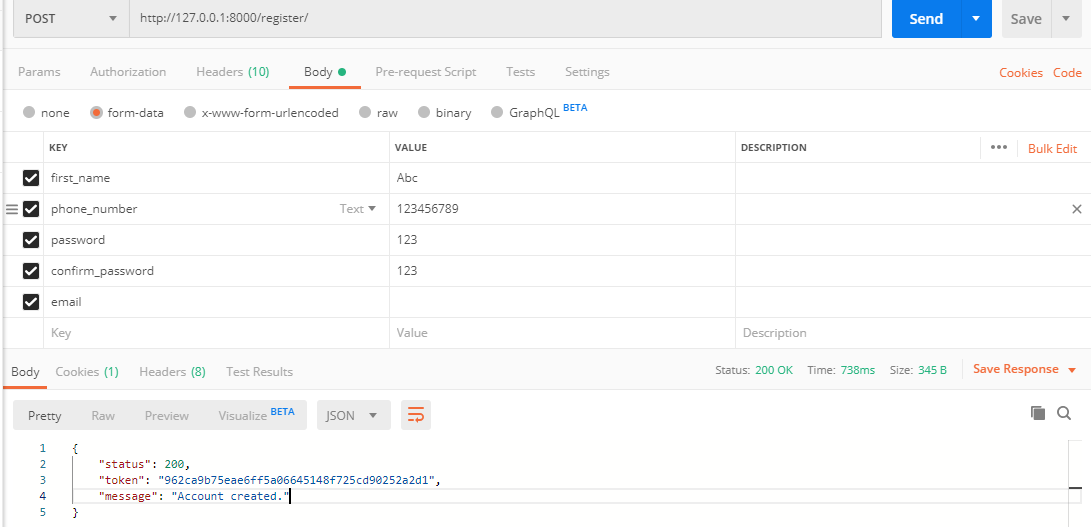 POST http://127.0.0.1:8000/register/ Send Save
Params Authorization Headers (10) Body Pre-request Script Tests Settings Cookies Code
none form-data x-www-form-urlencoded raw binary GraphQL BETA
KEY VALUE DESCRIPTION ••• Bulk Edit
first_name Abc
phone_number Text 123456789
password 123
confirm_password 123
email
Key Value Description
Body Cookies (1) Headers (8) Test Results Status: 200 OK Time: 738ms Size: 345 B Save Response
Pretty Raw Preview Visualize BETA JSON
1 {
2 "status": 200,
3 "token": "962ca9b75eae6ff5a06645148f725cd90252a2d1",
4 "message": "Account created."
5 }